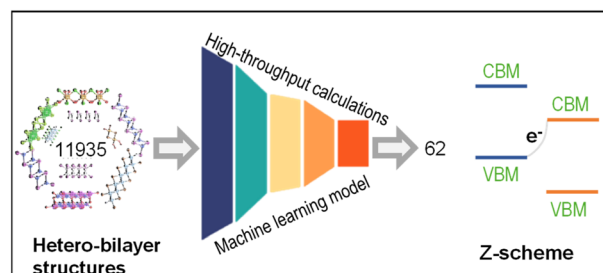 11935
Hetero-bilayer
structures
High-throughput calculations
Machine learning model
62
CBM
CBM
e-
VBM
VBM
Z-scheme